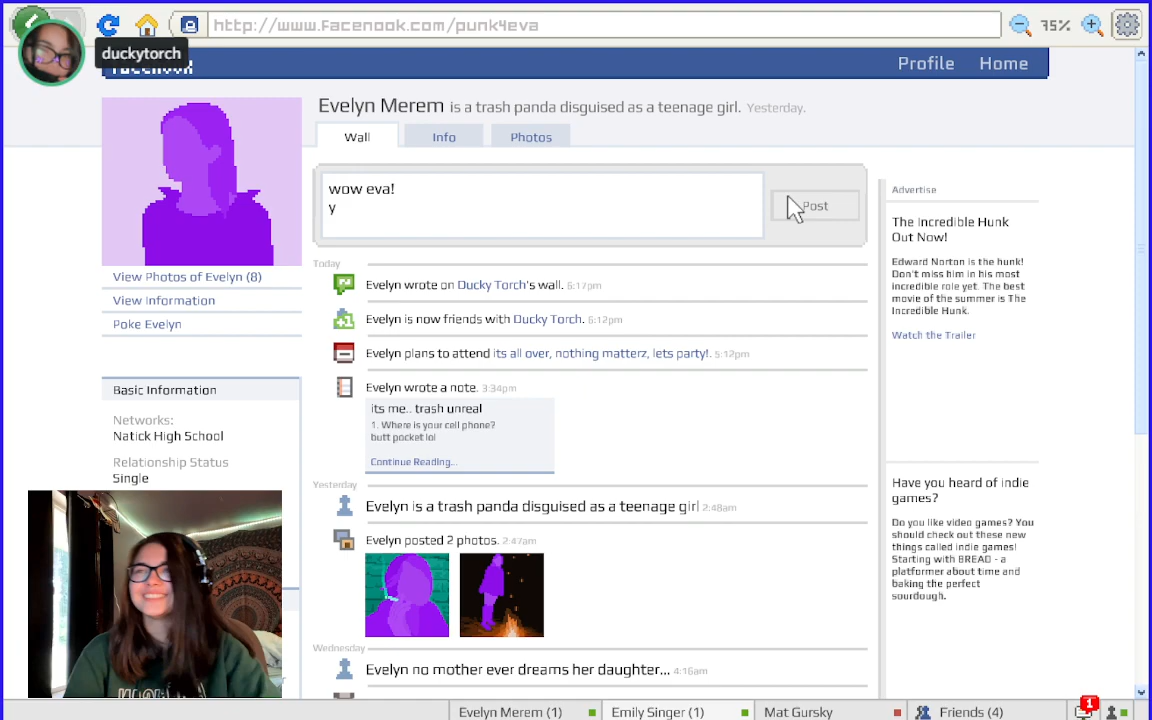 http://www.Facenook.com/punk4eva
75%
duckytorch
Profile
Home
Evelyn Merem is a trash panda disguised as a teenage girl. Yesterday.
Wall
Info
Photos
wow eva!
y
Post
View Photos of Evelyn (8)
View Information
Poke Evelyn
Basic Information
Networks:
Natick High School
Relationship Status
Single
Today
Evelyn wrote on Ducky Torch's wall. 6:17pm
Evelyn is now friends with Ducky Torch. 6:12pm
Evelyn plans to attend its all over, nothing matterz, lets party!. 5:12pm
Evelyn wrote a note. 3:34pm
its me.. trash unreal
1. Where is your cell phone?
butt pocket lol
Continue Reading...
Yesterday
Evelyn is a trash panda disguised as a teenage girl 2:48am
Evelyn posted 2 photos. 2:47am
Wednesday
Evelyn no mother ever dreams her daughter... 4:16am
Advertise
The Incredible Hunk
Out Now!
Edward Norton is the hunk!
Don't miss him in his most
incredible role yet. The best
movie of the summer is The
Incredible Hunk.
Watch the Trailer
Have you heard of indie
games?
Do you like video games? You
should check out these new
things called indie games!
Starting with BREAD - a
platformer about time and
baking the perfect
sourdough.
Evelyn Merem (1)
Emily Singer (1)
Mat Gursky
Friends (4)
1